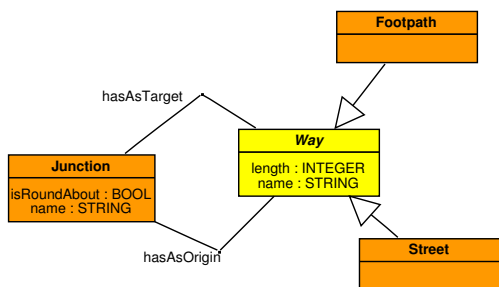 Footpath
hasAsTarget
Way
length : INTEGER
name : STRING
Junction
isRoundAbout : BOOL
name : STRING
hasAsOrigin
Street